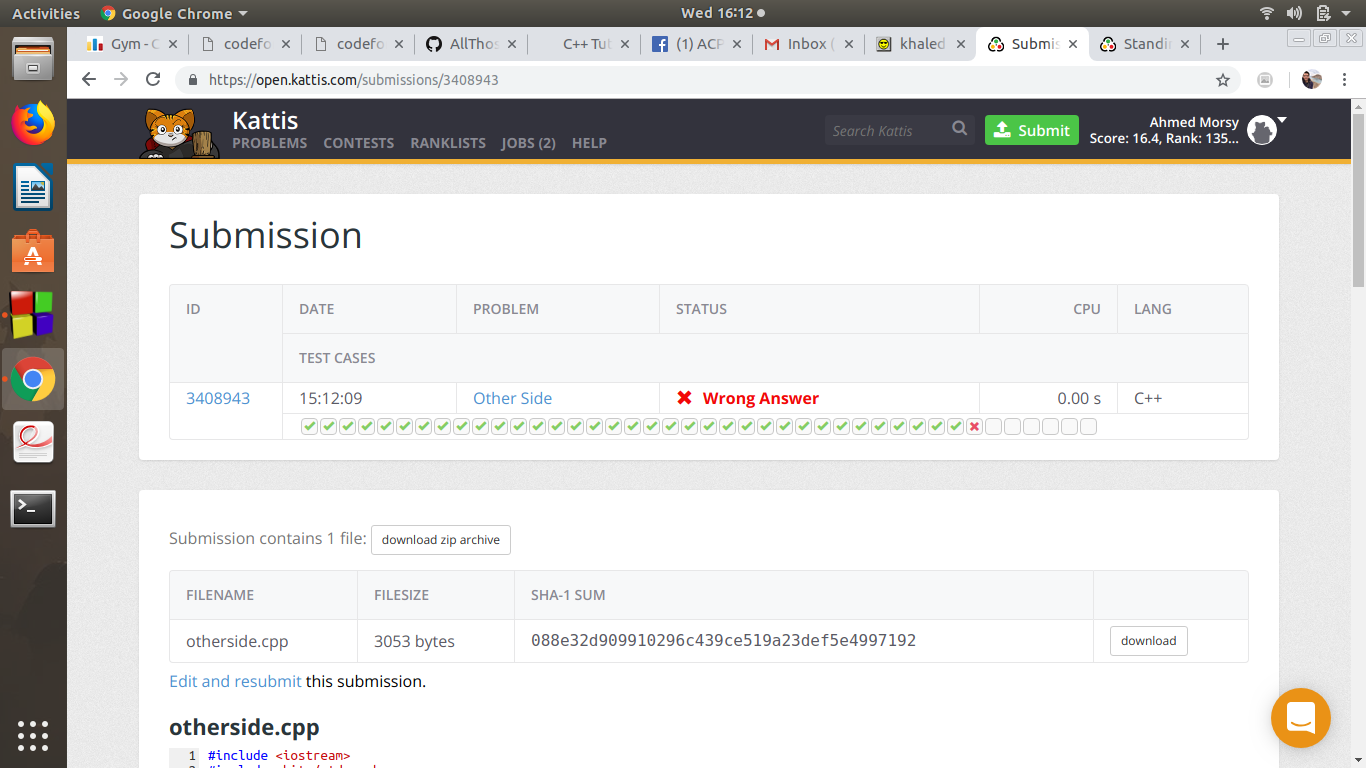 Activities Google Chrome Wed 16:12
Gym - C codefo codefo AllThos C++ Tut (1) ACP Inbox ( khaled Submis Standin
https://open.kattis.com/submissions/3408943
Kattis
PROBLEMS CONTESTS RANKLISTS JOBS (2) HELP
Search Kattis
Submit
Ahmed Morsy
Score: 16.4, Rank: 135...
Submission
ID DATE PROBLEM STATUS CPU LANG
TEST CASES
3408943 15:12:09 Other Side Wrong Answer 0.00 s C++
Submission contains 1 file: download zip archive
FILENAME FILESIZE SHA-1 SUM
otherside.cpp 3053 bytes 088e32d909910296c439ce519a23def5e4997192 download
Edit and resubmit this submission.
otherside.cpp
1 #include <iostream>